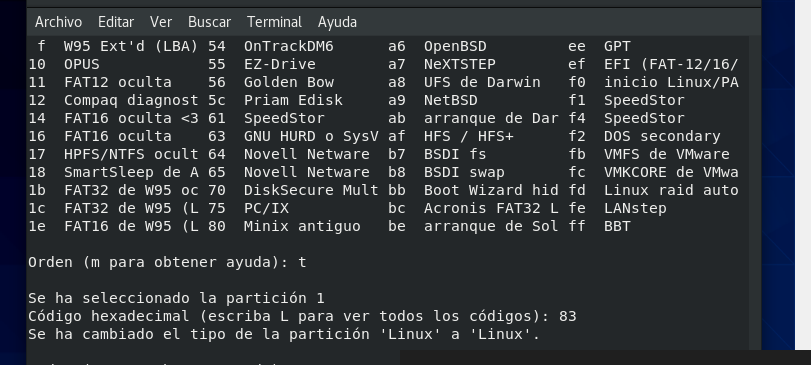 Archivo Editar Ver Buscar Terminal Ayuda
f W95 Ext'd (LBA) 54 OnTrackDM6 a6 OpenBSD ee GPT
10 OPUS 55 EZ-Drive a7 NeXTSTEP ef EFI (FAT-12/16/
11 FAT12 oculta 56 Golden Bow a8 UFS de Darwin f0 inicio Linux/PA
12 Compaq diagnost 5c Priam Edisk a9 NetBSD f1 SpeedStor
14 FAT16 oculta <3 61 SpeedStor ab arranque de Dar f4 SpeedStor
16 FAT16 oculta 63 GNU HURD o SysV af HFS / HFS+ f2 DOS secondary
17 HPFS/NTFS ocult 64 Novell Netware b7 BSDI fs fb VMFS de VMware
18 SmartSleep de A 65 Novell Netware b8 BSDI swap fc VMKCORE de VMwa
1b FAT32 de W95 oc 70 DiskSecure Mult bb Boot Wizard hid fd Linux raid auto
1c FAT32 de W95 (L 75 PC/IX bc Acronis FAT32 L fe LANstep
1e FAT16 de W95 (L 80 Minix antiguo be arranque de Sol ff BBT
Orden (m para obtener ayuda): t
Se ha seleccionado la partición 1
Código hexadecimal (escriba L para ver todos los códigos): 83
Se ha cambiado el tipo de la partición 'Linux' a 'Linux'.